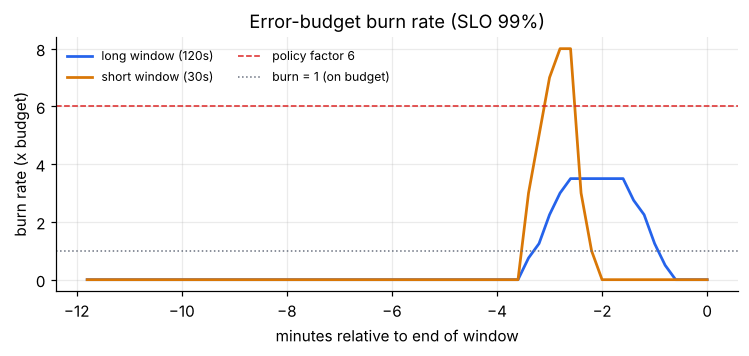 Error-budget burn rate (SLO 99%)
long window (120s)
short window (30s)
policy factor 6
burn = 1 (on budget)
burn rate (x budget)
8
6
4
2
0
−12
−10
−8
−6
−4
−2
0
minutes relative to end of window